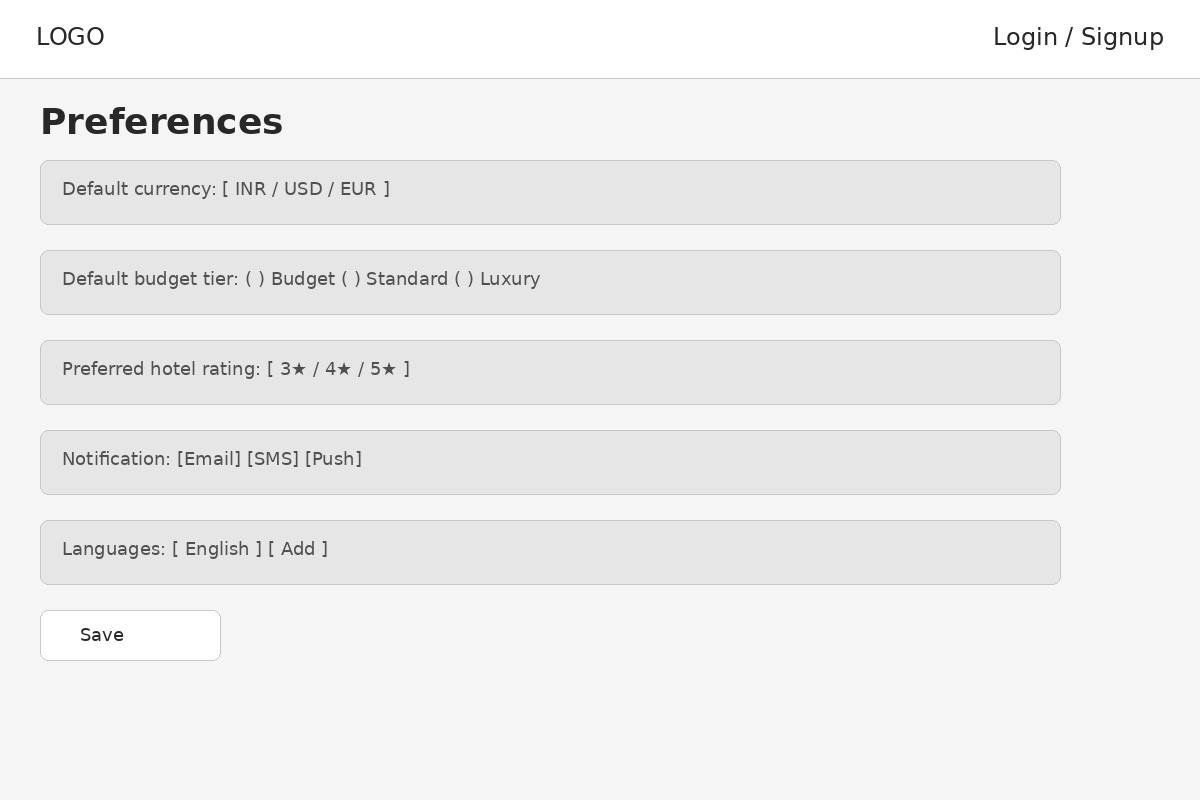 LOGO
Login / Signup
Preferences
Default currency: [ INR / USD / EUR ]
Default budget tier: ( ) Budget ( ) Standard ( ) Luxury
Preferred hotel rating: [ 3★ / 4★ / 5★ ]
Notification: [Email] [SMS] [Push]
Languages: [ English ] [ Add ]
Save